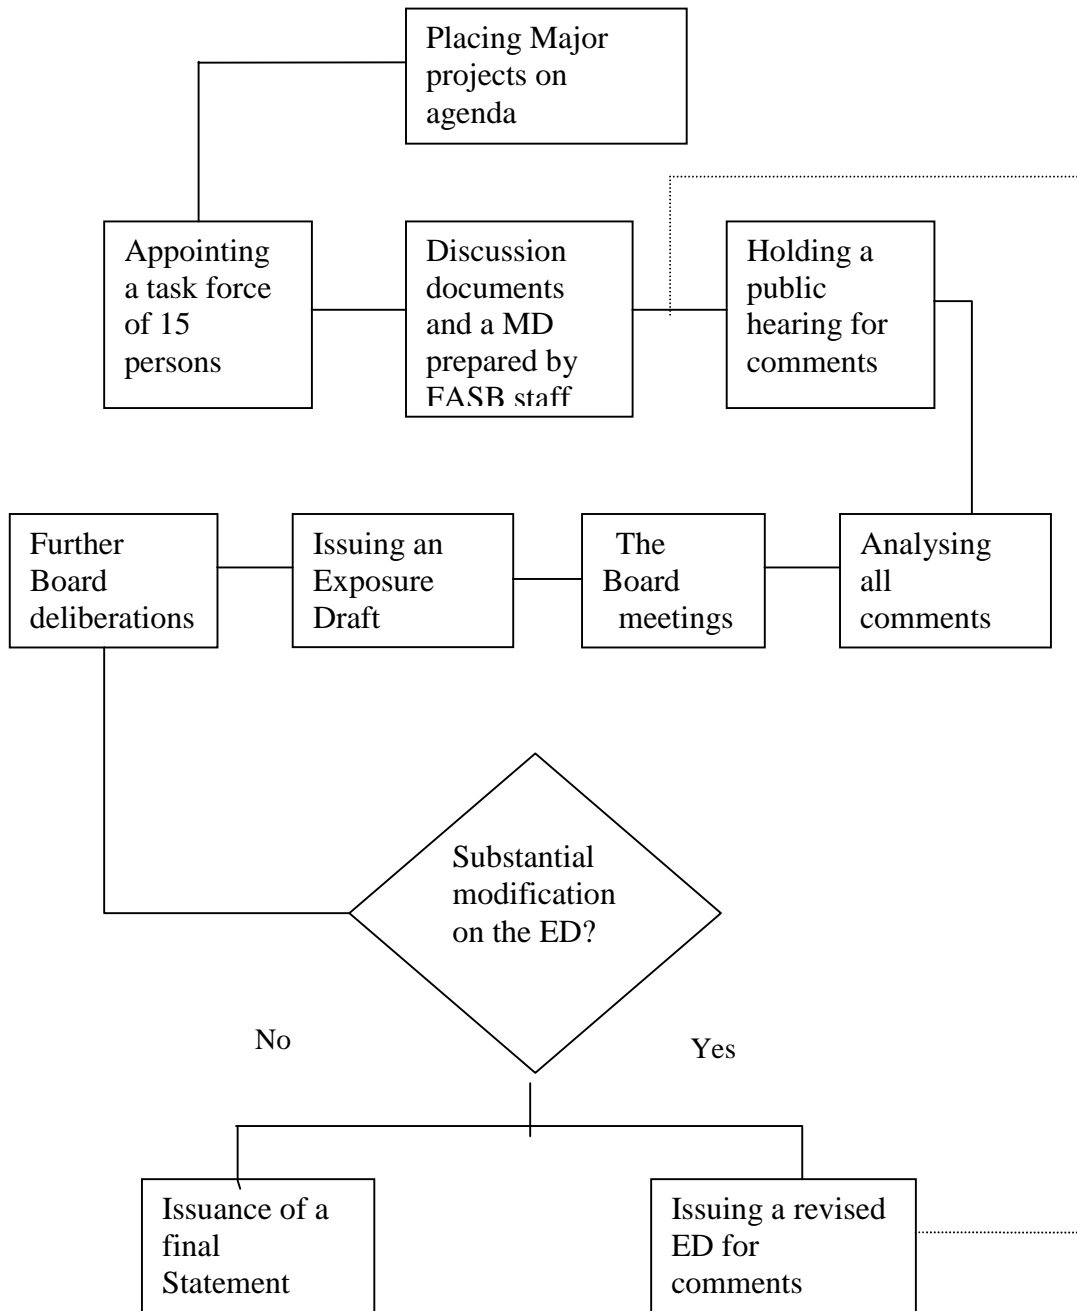 Placing Major
projects on
agenda
Appointing
a task force
of 15
persons
Discussion
documents
and a MD
prepared by
FASB staff
Holding a
public
hearing for
comments
Further
Board
deliberations
Issuing an
Exposure
Draft
The
Board
meetings
Analysing
all
comments
Substantial
modification
on the ED?
No
Yes
Issuance of a
final
Statement
Issuing a revised
ED for
comments